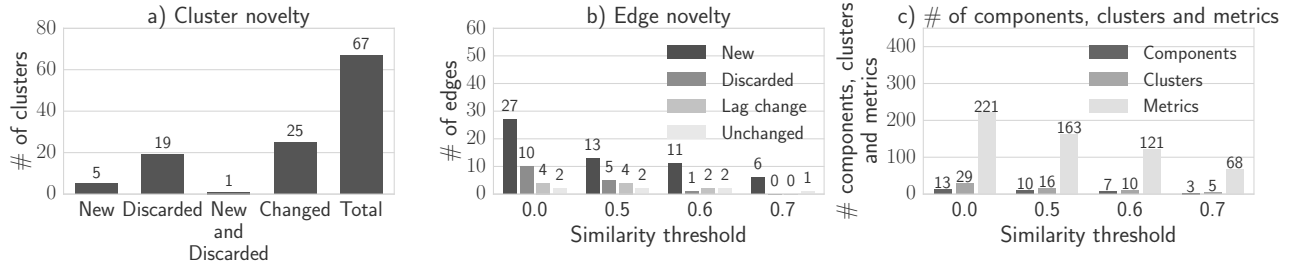 a) Cluster novelty
# of clusters
80
60
40
20
0
5
19
1
25
67
New
Discarded
New
and
Discarded
Changed
Total
b) Edge novelty
# of edges
60
50
40
30
20
10
0
New
Discarded
Lag change
Unchanged
27
10
4
2
13
5
4
2
11
1
2
2
6
0
0
1
0.0
0.5
0.6
0.7
Similarity threshold
c) # of components, clusters and metrics
# components, clusters
and metrics
400
300
200
100
0
Components
Clusters
Metrics
13
29
221
10
16
163
7
10
121
3
5
68
0.0
0.5
0.6
0.7
Similarity threshold